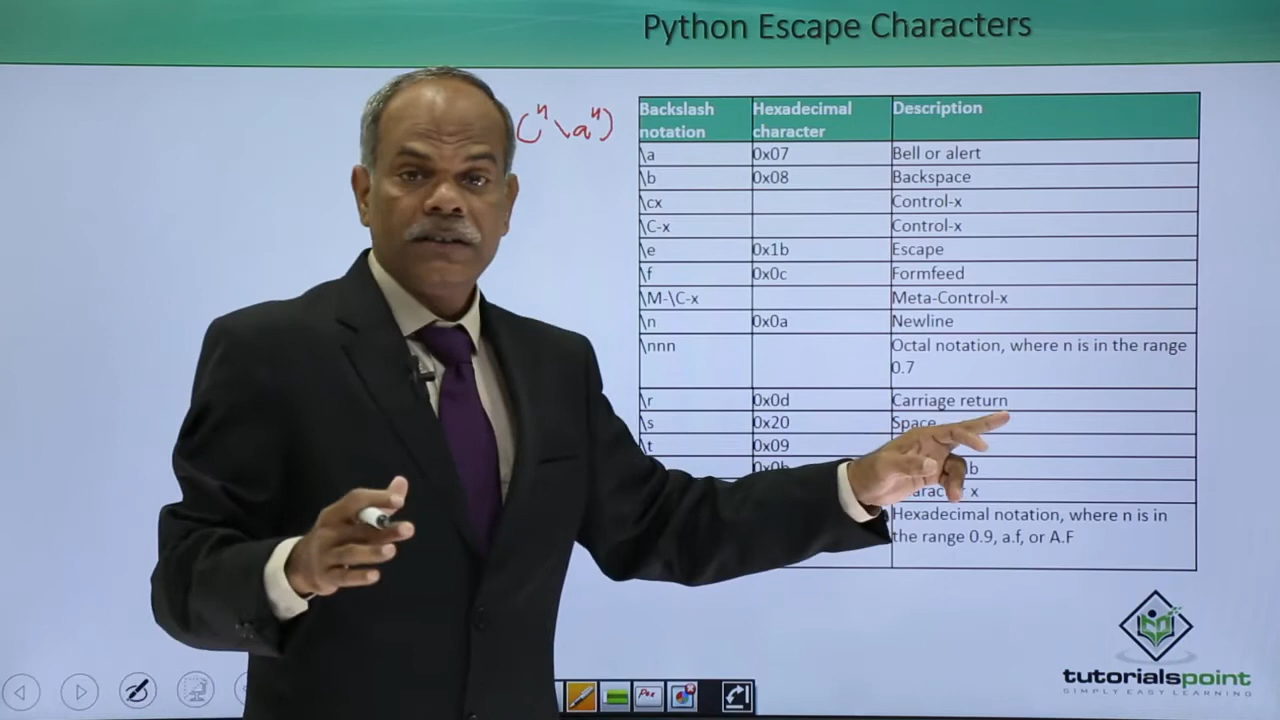 Python Escape Characters
("\a")
Backslash notation Hexadecimal character Description
\a 0x07 Bell or alert
\b 0x08 Backspace
\cx Control-x
\C-x Control-x
\e 0x1b Escape
\f 0x0c Formfeed
\M-\C-x Meta-Control-x
\n 0x0a Newline
\nnn Octal notation, where n is in the range
0.7
\r 0x0d Carriage return
\s 0x20 Space
\t 0x09
Hexadecimal notation, where n is in
the range 0.9, a.f, or A.F
tutorialspoint
SIMPLY EASY LEARNING